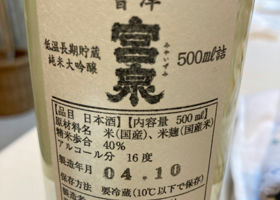 會津
低温長期貯蔵
純米大吟醸
宮泉
みやいずみ
500ml詰
【品目 日本酒】【内容量 500ml】
原材料名 米(国産)、米麹(国産米)
精米歩合 40%
アルコール分 16度
製造年月 04.10
保存方法 要冷蔵(10℃以下で保存)
製造者